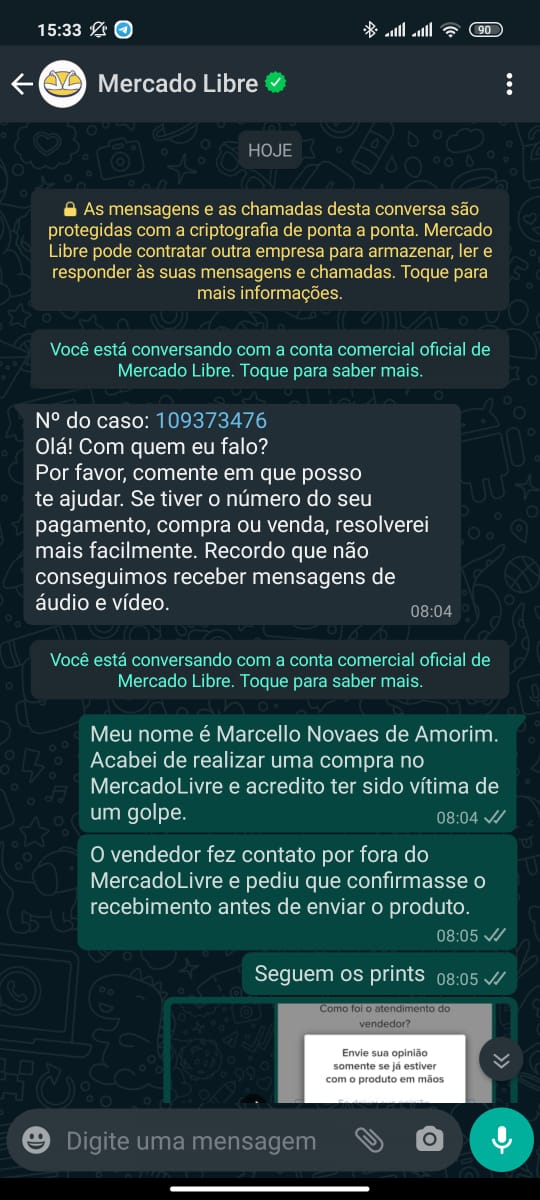 15:33
90
Mercado Libre
HOJE
As mensagens e as chamadas desta conversa são
protegidas com a criptografia de ponta a ponta. Mercado
Libre pode contratar outra empresa para armazenar, ler e
responder às suas mensagens e chamadas. Toque para
mais informações.
Você está conversando com a conta comercial oficial de
Mercado Libre. Toque para saber mais.
Nº do caso: 109373476
Olá! Com quem eu falo?
Por favor, comente em que posso
te ajudar. Se tiver o número do seu
pagamento, compra ou venda, resolverei
mais facilmente. Recordo que não
conseguimos receber mensagens de
áudio e vídeo.
08:04
Você está conversando com a conta comercial oficial de
Mercado Libre. Toque para saber mais.
Meu nome é Marcello Novaes de Amorim.
Acabei de realizar uma compra no
MercadoLivre e acredito ter sido vítima de
um golpe.
08:04
O vendedor fez contato por fora do
MercadoLivre e pediu que confirmasse o
recebimento antes de enviar o produto.
08:05
Seguem os prints
08:05
Como foi o atendimento do
vendedor?
Envie sua opinião
somente se já estiver
com o produto em mãos
Digite uma mensagem